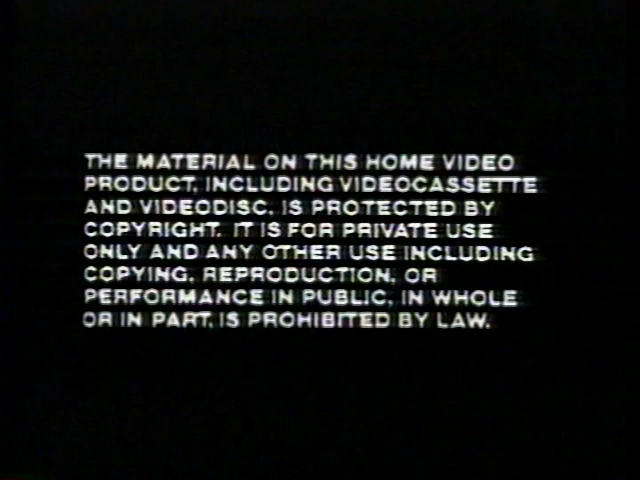 THE MATERIAL ON THIS HOME VIDEO
PRODUCT, INCLUDING VIDEOCASSETTE
AND VIDEODISC, IS PROTECTED BY
COPYRIGHT. IT IS FOR PRIVATE USE
ONLY AND ANY OTHER USE INCLUDING
COPYING, REPRODUCTION, OR
PERFORMANCE IN PUBLIC, IN WHOLE
OR IN PART, IS PROHIBITED BY LAW.